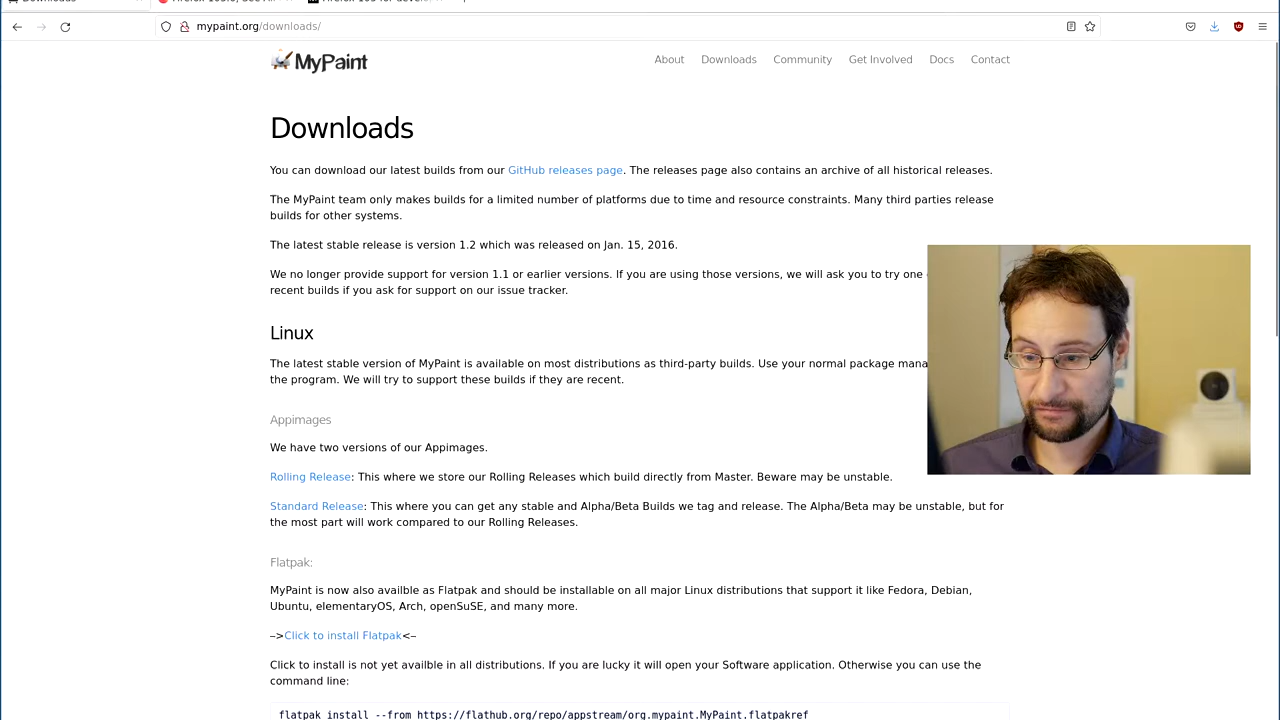 mypaint.org/downloads/
MyPaint
About Downloads Community Get Involved Docs Contact
Downloads
You can download our latest builds from our GitHub releases page. The releases page also contains an archive of all historical releases.
The MyPaint team only makes builds for a limited number of platforms due to time and resource constraints. Many third parties release
builds for other systems.
The latest stable release is version 1.2 which was released on Jan. 15, 2016.
We no longer provide support for version 1.1 or earlier versions. If you are using those versions, we will ask you to try one
recent builds if you ask for support on our issue tracker.
Linux
The latest stable version of MyPaint is available on most distributions as third-party builds. Use your normal package
the program. We will try to support these builds if they are recent.
Appimages
We have two versions of our Appimages.
Rolling Release: This where we store our Rolling Releases which build directly from Master. Beware may be unstable.
Standard Release: This where you can get any stable and Alpha/Beta Builds we tag and release. The Alpha/Beta may be unstable, but for
the most part will work compared to our Rolling Releases.
Flatpak:
MyPaint is now also availble as Flatpak and should be installable on all major Linux distributions that support it like Fedora, Debian,
Ubuntu, elementaryOS, Arch, openSuSE, and many more.
–>Click to install Flatpak<–
Click to install is not yet availble in all distributions. If you are lucky it will open your Software application. Otherwise you can use the
command line:
flatpak install --from https://flathub.org/repo/appstream/org.mypaint.MyPaint.flatpakref